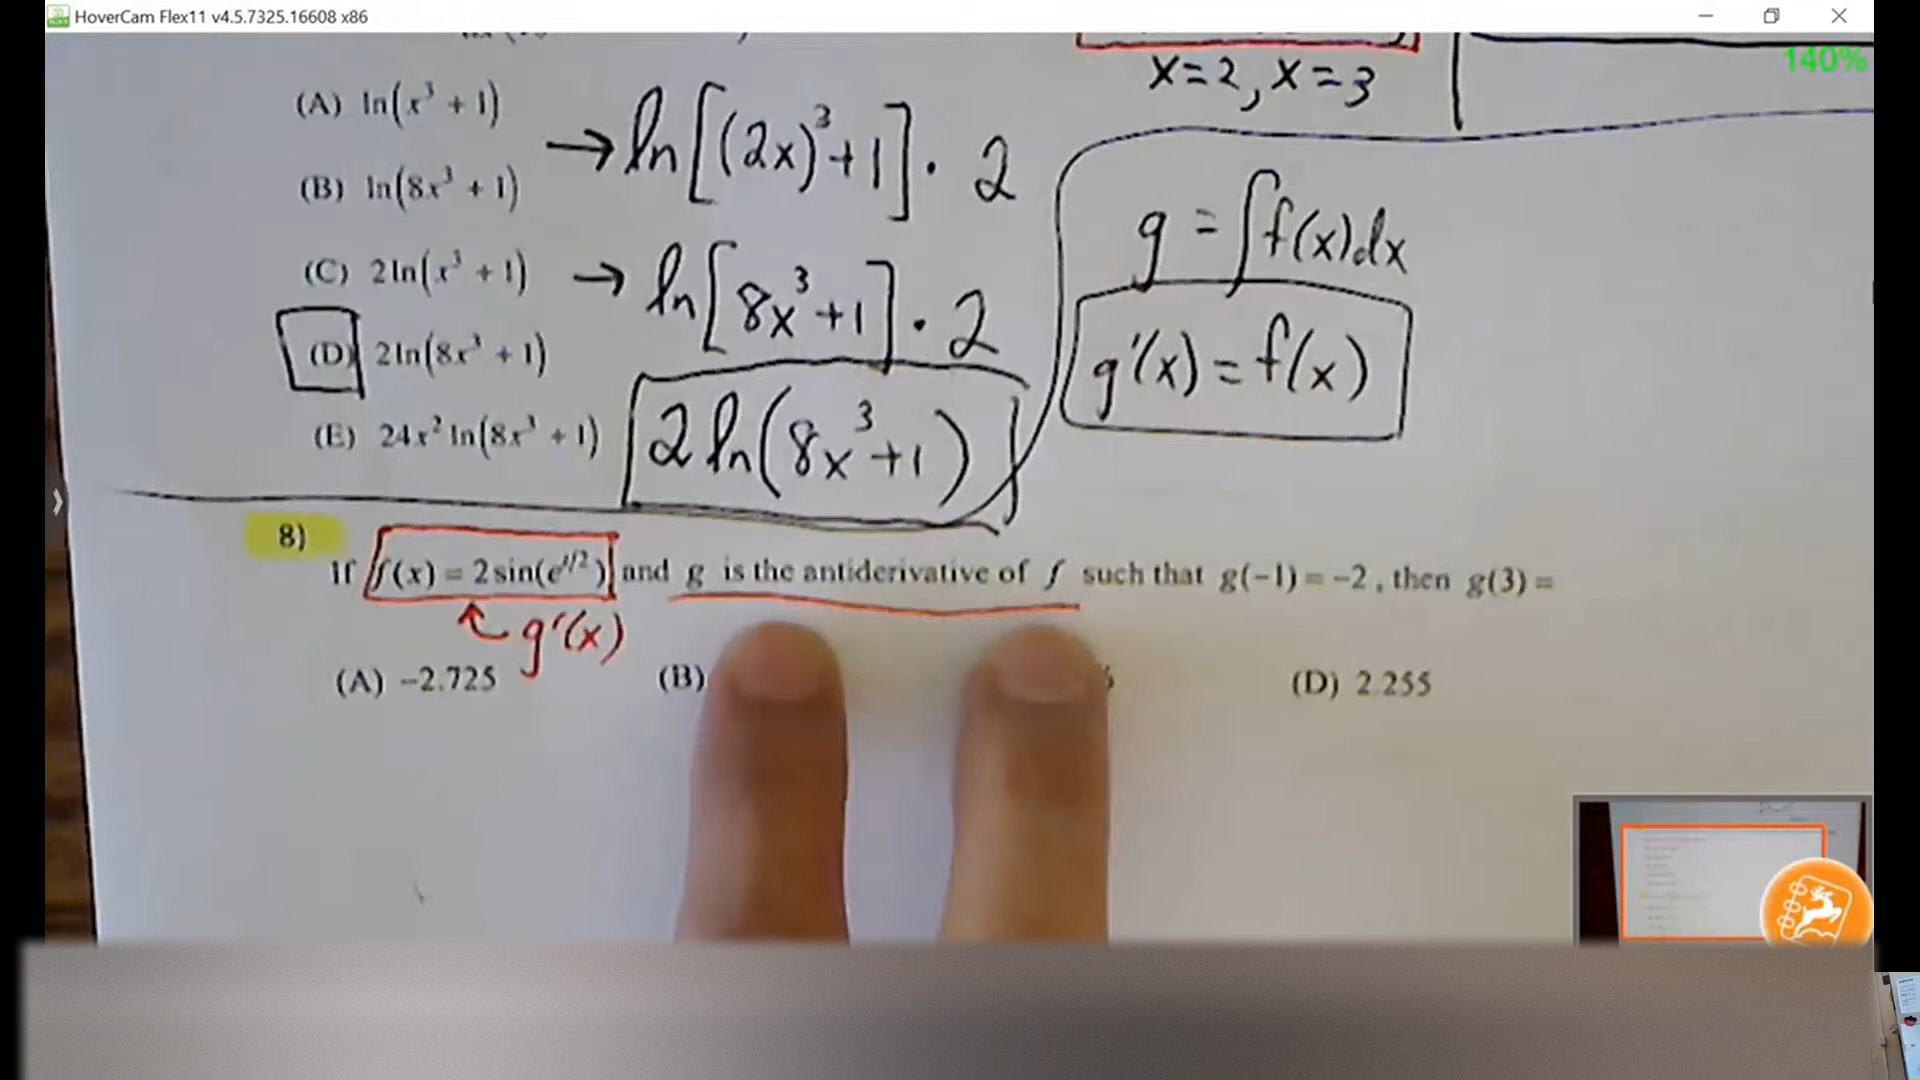 HoverCam Flex11 v4.5.7325.16608 x86
140%
x=2, x=3
(A) ln(x³ + 1)
→ ln[(2x)³+1] · 2
(B) ln(8x³ + 1)
g = ∫f(x)dx
(C) 2ln(x³ + 1)
→ ln[8x³+1] · 2
(D) 2ln(8x³ + 1)
g'(x) = f(x)
(E) 24x² ln(8x³ + 1)
2 ln(8x³+1)
8)
If f(x) = 2sin(e^x/2) and g is the antiderivative of f such that g(−1) = −2, then g(3) =
g'(x)
(A) −2.725
(B)
(D) 2.255